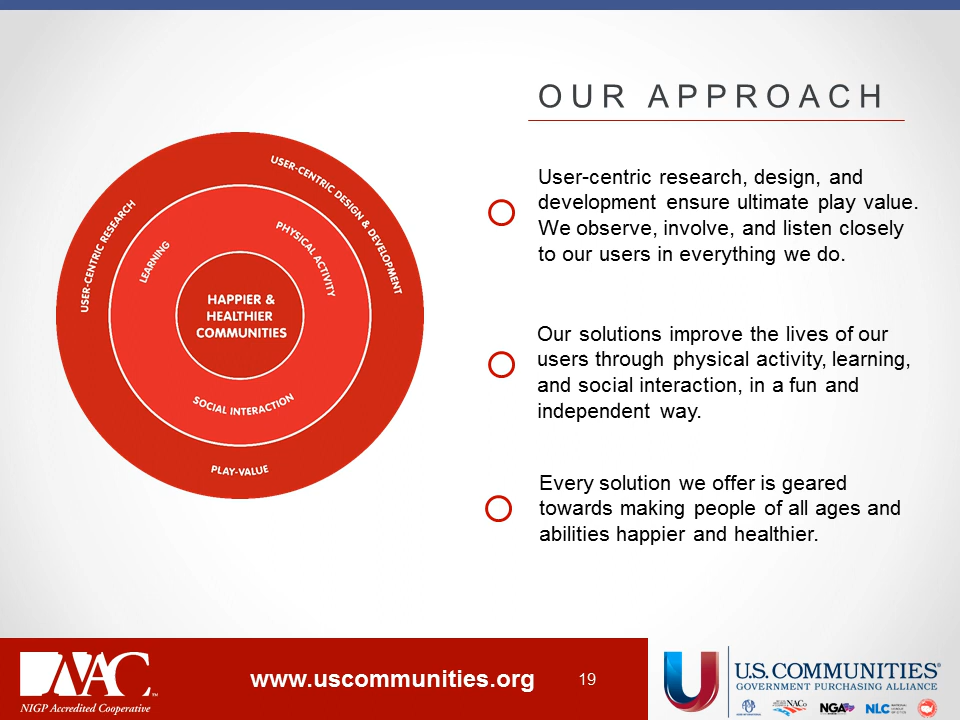 OUR APPROACH
USER-CENTRIC RESEARCH
USER-CENTRIC DESIGN & DEVELOPMENT
LEARNING
PHYSICAL ACTIVITY
HAPPIER &
HEALTHIER
COMMUNITIES
SOCIAL INTERACTION
PLAY-VALUE
User-centric research, design, and
development ensure ultimate play value.
We observe, involve, and listen closely
to our users in everything we do.
Our solutions improve the lives of our
users through physical activity, learning,
and social interaction, in a fun and
independent way.
Every solution we offer is geared
towards making people of all ages and
abilities happier and healthier.
NAC™
NIGP Accredited Cooperative
www.uscommunities.org
19
U.S. COMMUNITIES®
GOVERNMENT PURCHASING ALLIANCE
NACo
NGA
NLC